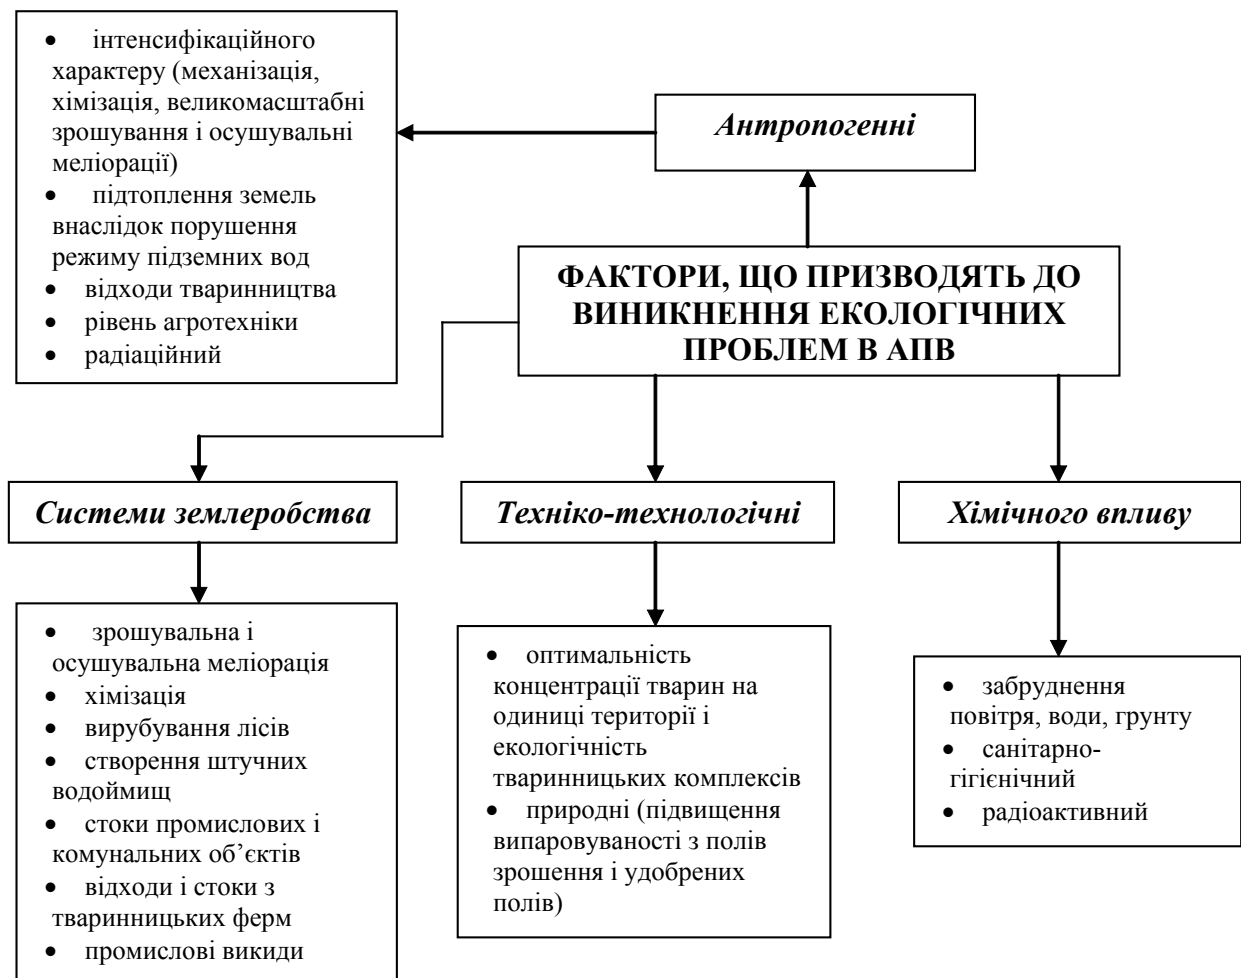 • інтенсифікаційного
характеру (механізація,
хімізація, великомасштабні
зрошування і осушувальні
меліорації)
• підтоплення земель
внаслідок порушення
режиму підземних вод
• відходи тваринництва
• рівень агротехніки
• радіаційний
Антропогенні
ФАКТОРИ, ЩО ПРИЗВОДЯТЬ ДО
ВИНИКНЕННЯ ЕКОЛОГІЧНИХ
ПРОБЛЕМ В АПВ
Системи землеробства
Техніко-технологічні
Хімічного впливу
• зрошувальна і
осушувальна меліорація
• хімізація
• вирубування лісів
• створення штучних
водоймищ
• стоки промислових і
комунальних об’єктів
• відходи і стоки з
тваринницьких ферм
• промислові викиди
• оптимальність
концентрації тварин на
одиниці території і
екологічність
тваринницьких комплексів
• природні (підвищення
випаровуваності з полів
зрошення і удобрених
полів)
• забруднення
повітря, води, грунту
• санітарно-
гігієнічний
• радіоактивний